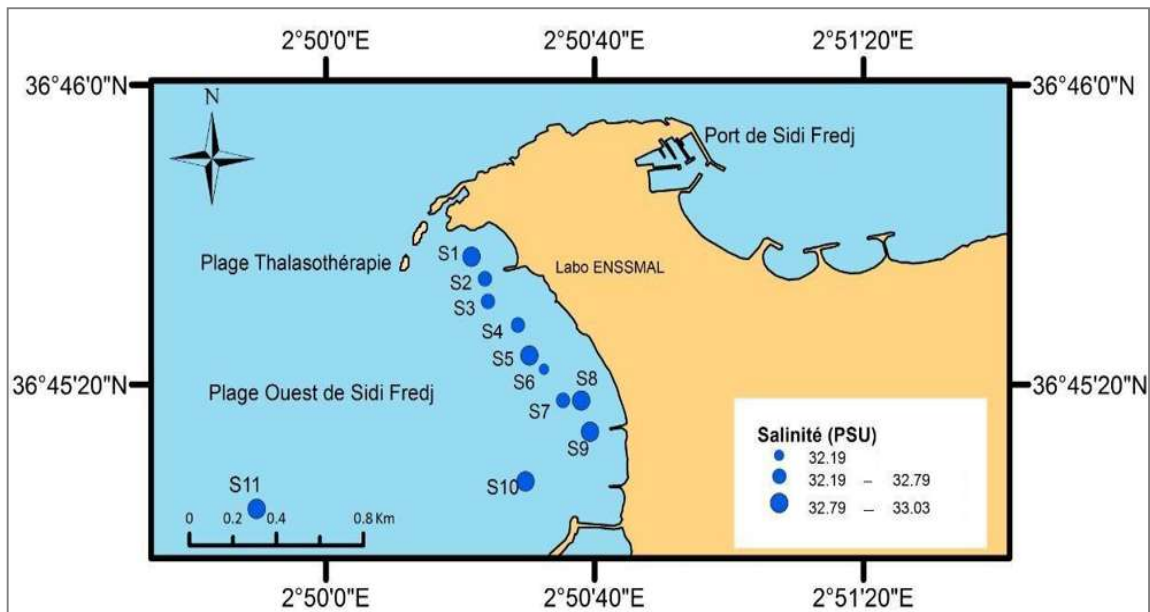 2°50'0"E 2°50'40"E 2°51'20"E
36°46'0"N 36°46'0"N
N
Port de Sidi Fredj
S1
Plage Thalasothérapie
Labo ENSSMAL
S2
S3
S4
S5
S6
S8
36°45'20"N 36°45'20"N
Plage Ouest de Sidi Fredj
S7
S9
S10
S11
0 0.2 0.4 0.8 Km
Salinité (PSU)
32.19
32.19 – 32.79
32.79 – 33.03
2°50'0"E 2°50'40"E 2°51'20"E